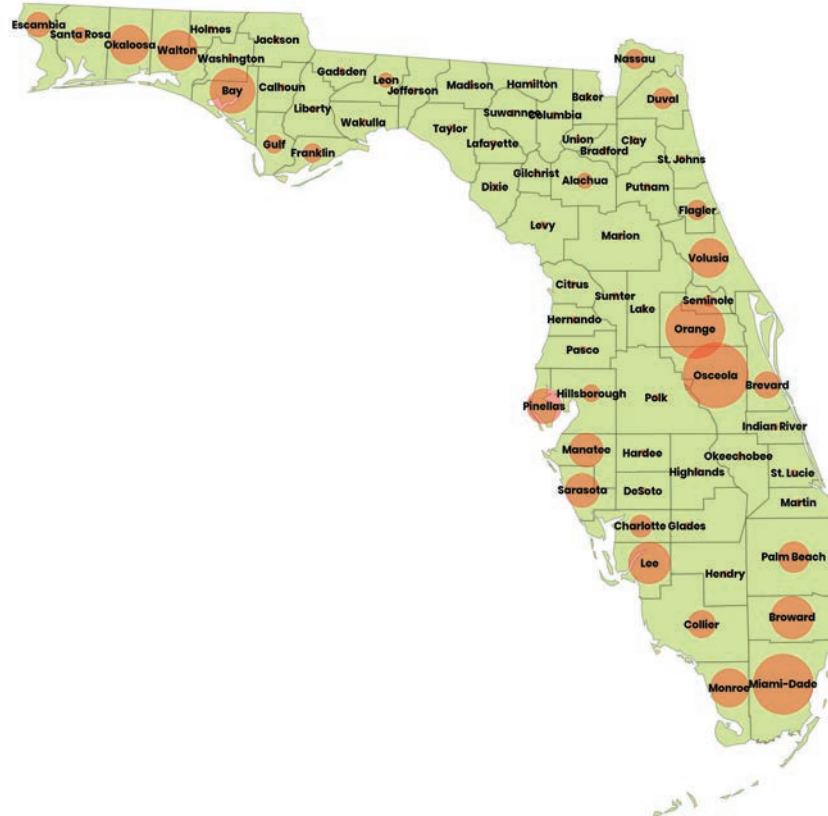 Escambia
Santa Rosa
Okaloosa
Walton
Holmes
Washington
Jackson
Bay
Calhoun
Gulf
Liberty
Gadsden
Franklin
Leon
Wakulla
Jefferson
Madison
Taylor
Hamilton
Suwannee
Lafayette
Columbia
Dixie
Gilchrist
Baker
Union
Bradford
Nassau
Duval
Clay
St. Johns
Alachua
Putnam
Flagler
Levy
Marion
Volusia
Citrus
Sumter
Lake
Seminole
Hernando
Orange
Pasco
Osceola
Brevard
Pinellas
Hillsborough
Polk
Indian River
Manatee
Hardee
Okeechobee
Highlands
St. Lucie
Sarasota
DeSoto
Martin
Charlotte
Glades
Lee
Hendry
Palm Beach
Collier
Broward
Monroe
Miami-Dade